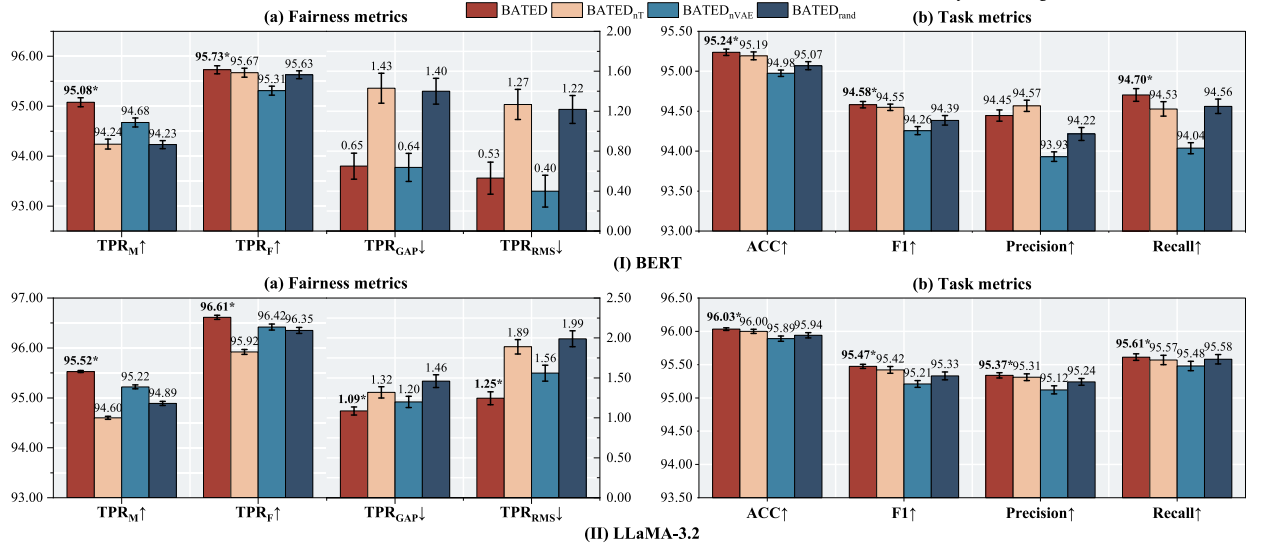 BATED BATED_nT BATED_nVAE BATED_rand
(a) Fairness metrics
96.00
95.00
94.00
93.00
95.08* 94.24 94.68 94.23
95.73* 95.67 95.31 95.63
0.65 1.43 0.64 1.40
0.53 1.27 0.40 1.22
2.00
1.60
1.20
0.80
0.40
0.00
TPR_M↑ TPR_F↑ TPR_GAP↓ TPR_RMS↓
(b) Task metrics
95.50
95.00
94.50
94.00
93.50
93.00
95.24* 95.19 94.98 95.07
94.58* 94.55 94.26 94.39
94.45 94.57 93.93 94.22
94.70* 94.53 94.04 94.56
ACC↑ F1↑ Precision↑ Recall↑
(I) BERT
(a) Fairness metrics
97.00
96.00
95.00
94.00
93.00
95.52* 94.60 95.22 94.89
96.61* 95.92 96.42 96.35
1.09* 1.32 1.20 1.46
1.25* 1.89 1.56 1.99
2.50
2.00
1.50
1.00
0.50
0.00
TPR_M↑ TPR_F↑ TPR_GAP↓ TPR_RMS↓
(b) Task metrics
96.50
96.00
95.50
95.00
94.50
94.00
93.50
96.03* 96.00 95.89 95.94
95.47* 95.42 95.21 95.33
95.37* 95.31 95.12 95.24
95.61* 95.57 95.48 95.58
ACC↑ F1↑ Precision↑ Recall↑
(II) LLaMA-3.2